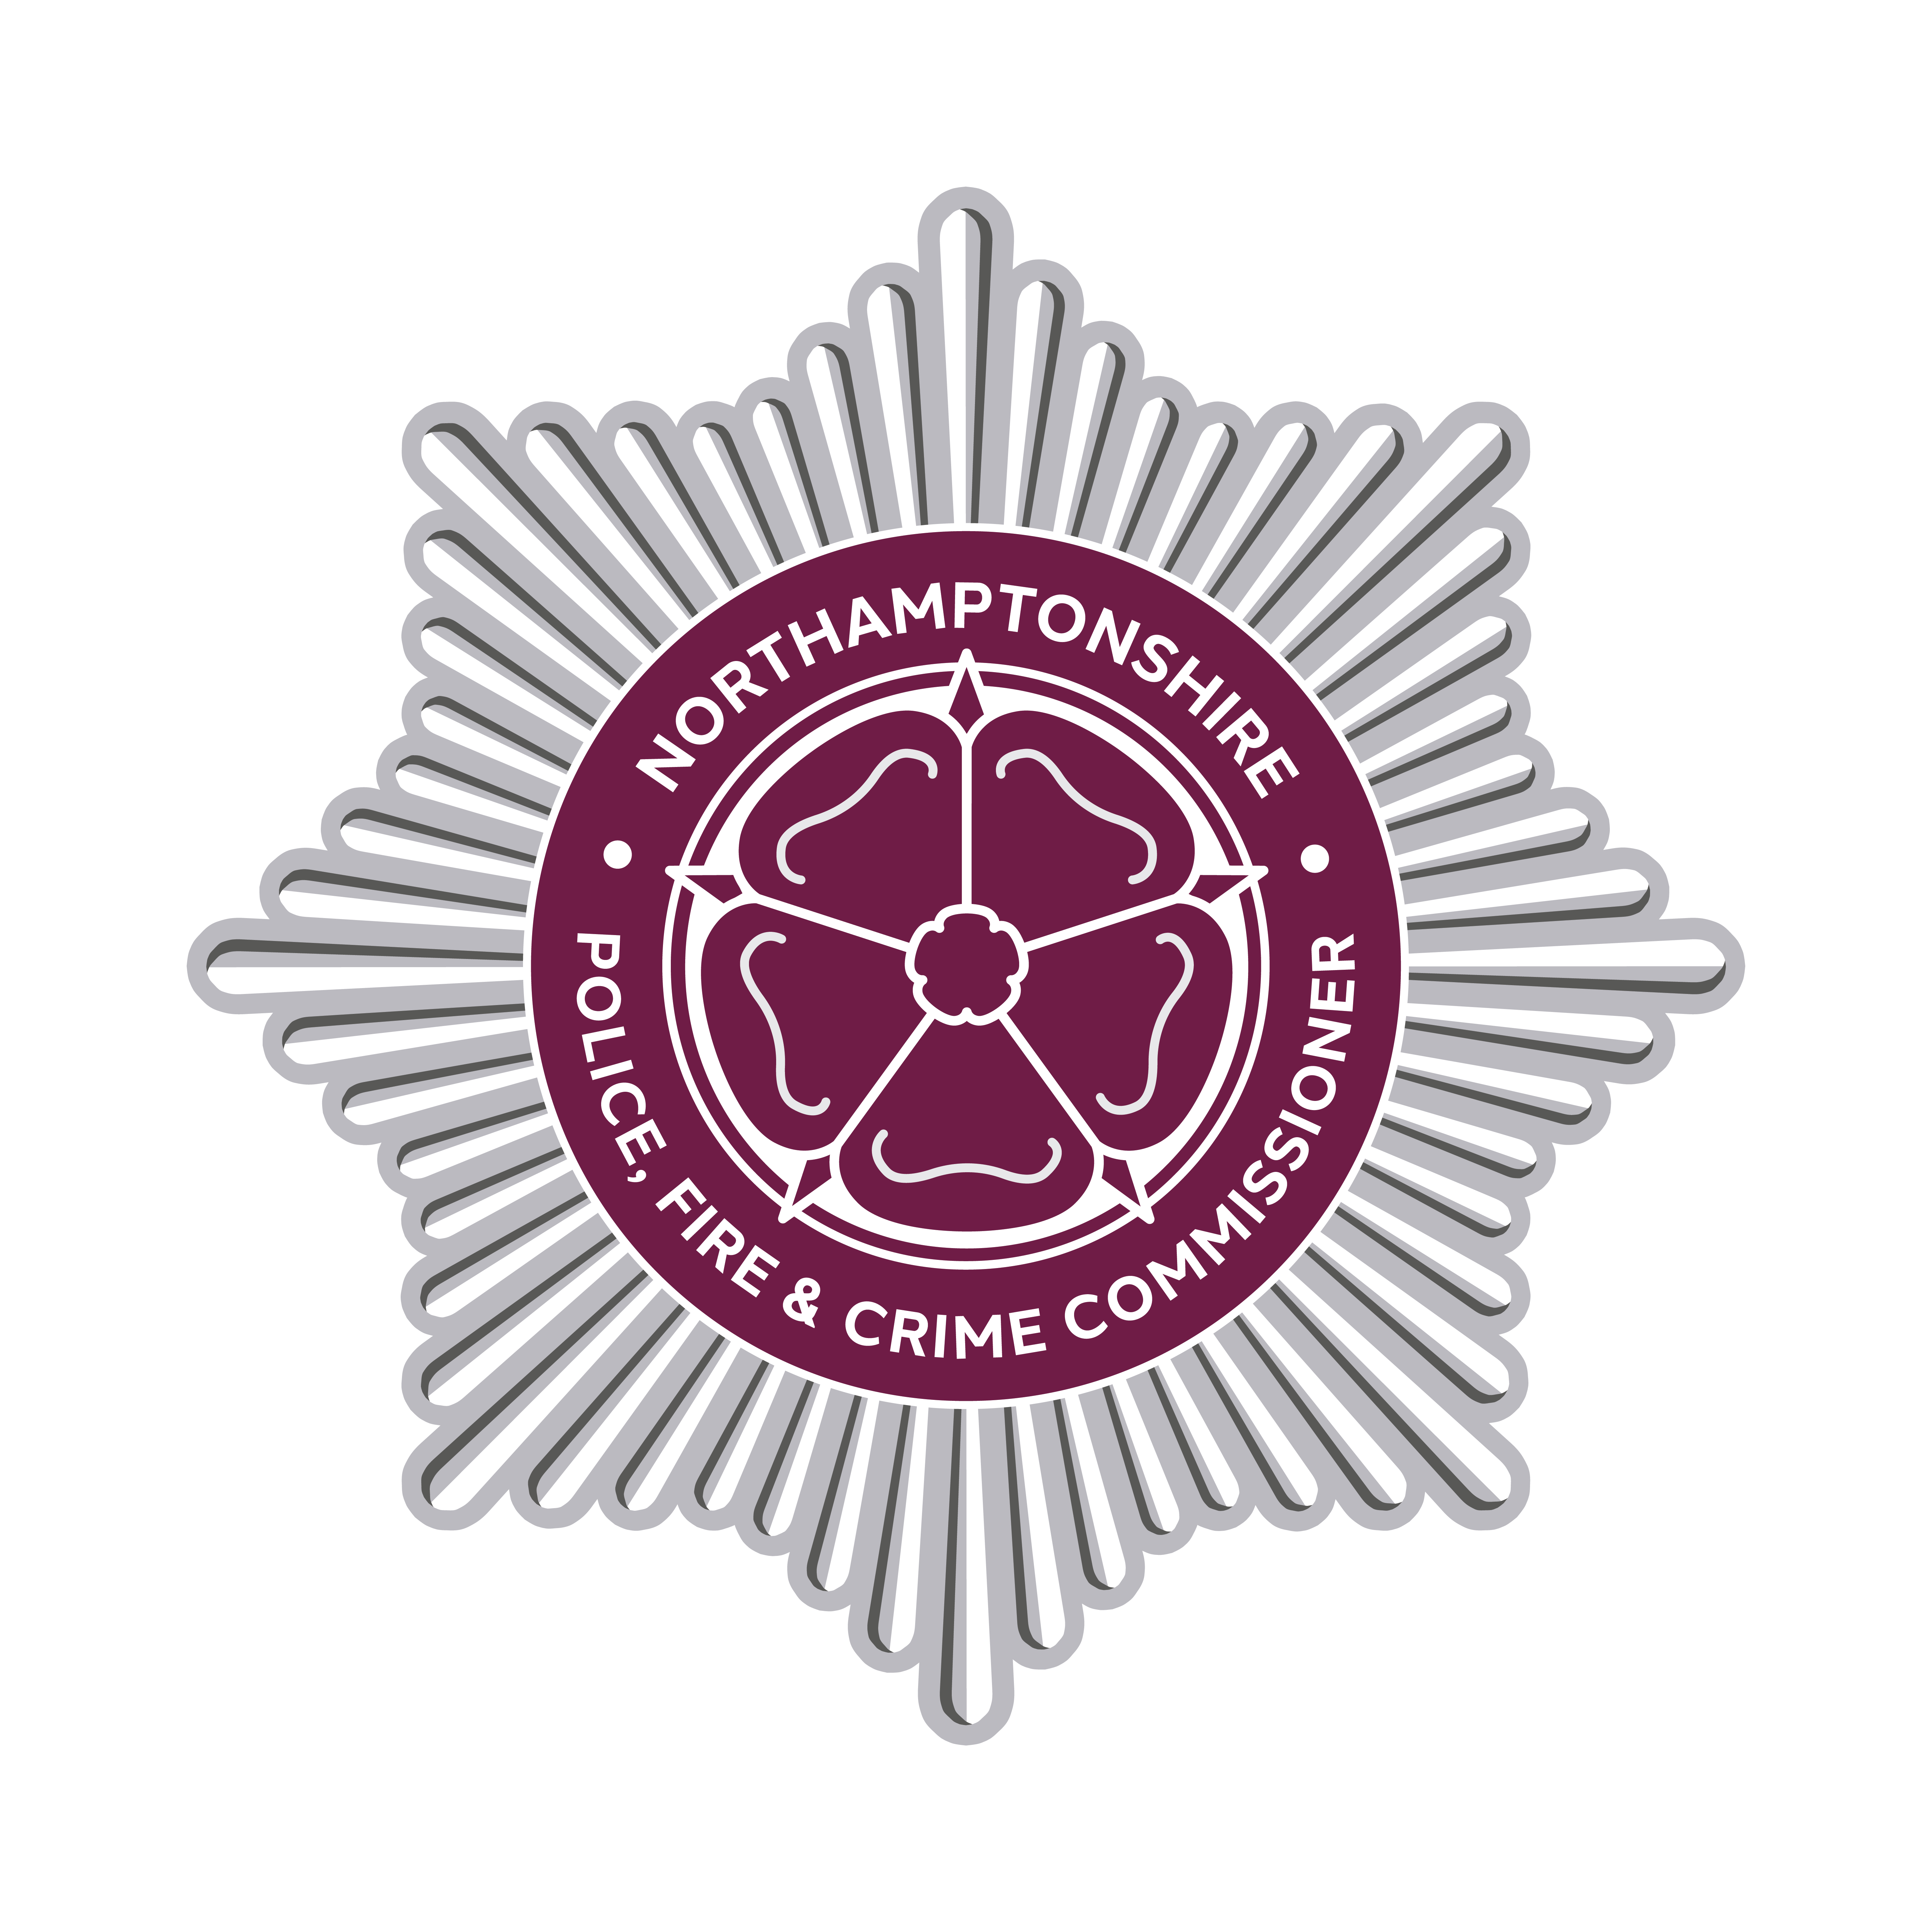 NORTHAMPTONSHIRE
POLICE, FIRE & CRIME COMMISSIONER